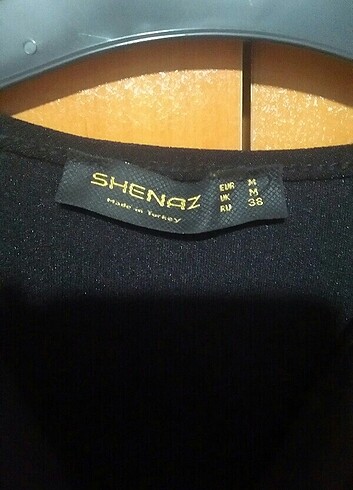 SHENAZ
Made in Turkey
EUR M
UK M
RU 38